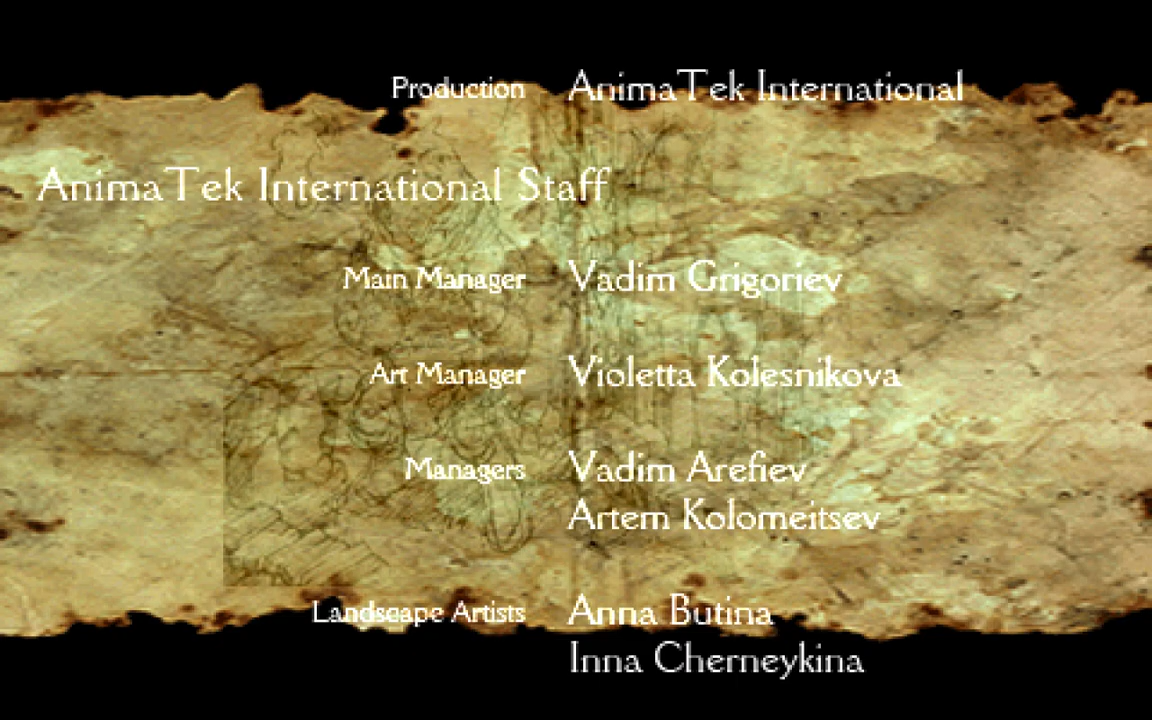 Production AnimaTek International
AnimaTek International Staff
Main Manager Vadim Grigoriev
Art Manager Violetta Kolesnikova
Managers Vadim Arefiev
Artem Kolomeitsev
Landscape Artists Anna Butina
Inna Cherneykina